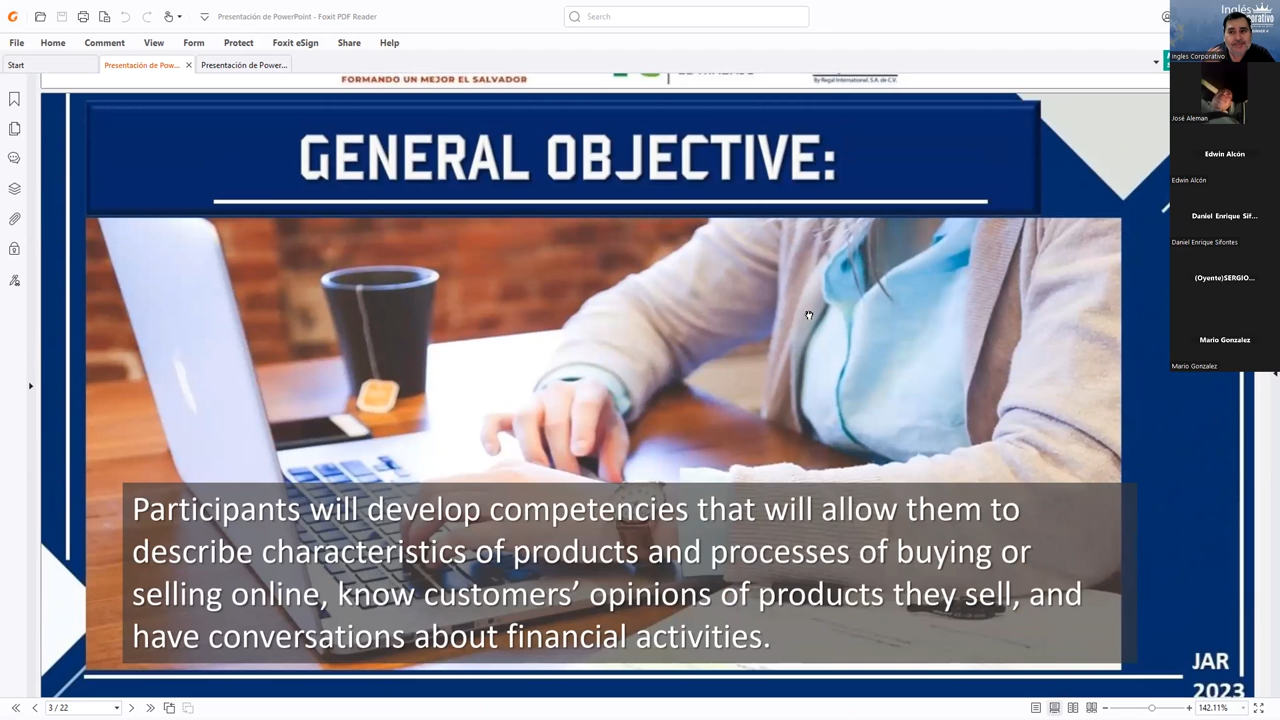 Presentación de PowerPoint - Foxit PDF Reader
Search
File Home Comment View Form Protect Foxit eSign Share Help
Start
Presentación de Pow...
Presentación de Power...
FORMANDO UN MEJOR EL SALVADOR
By Regal International, S.A. de C.V.
GENERAL OBJECTIVE:
Participants will develop competencies that will allow them to
describe characteristics of products and processes of buying or
selling online, know customers’ opinions of products they sell, and
have conversations about financial activities.
JAR
2023
Inglés
Ingles Corporativo
José Aleman
Edwin Alcón
Edwin Alcón
Daniel Enrique Sif...
Daniel Enrique Sifontes
(Oyente)SERGIO...
Mario Gonzalez
Mario Gonzalez
3 / 22
142.11%